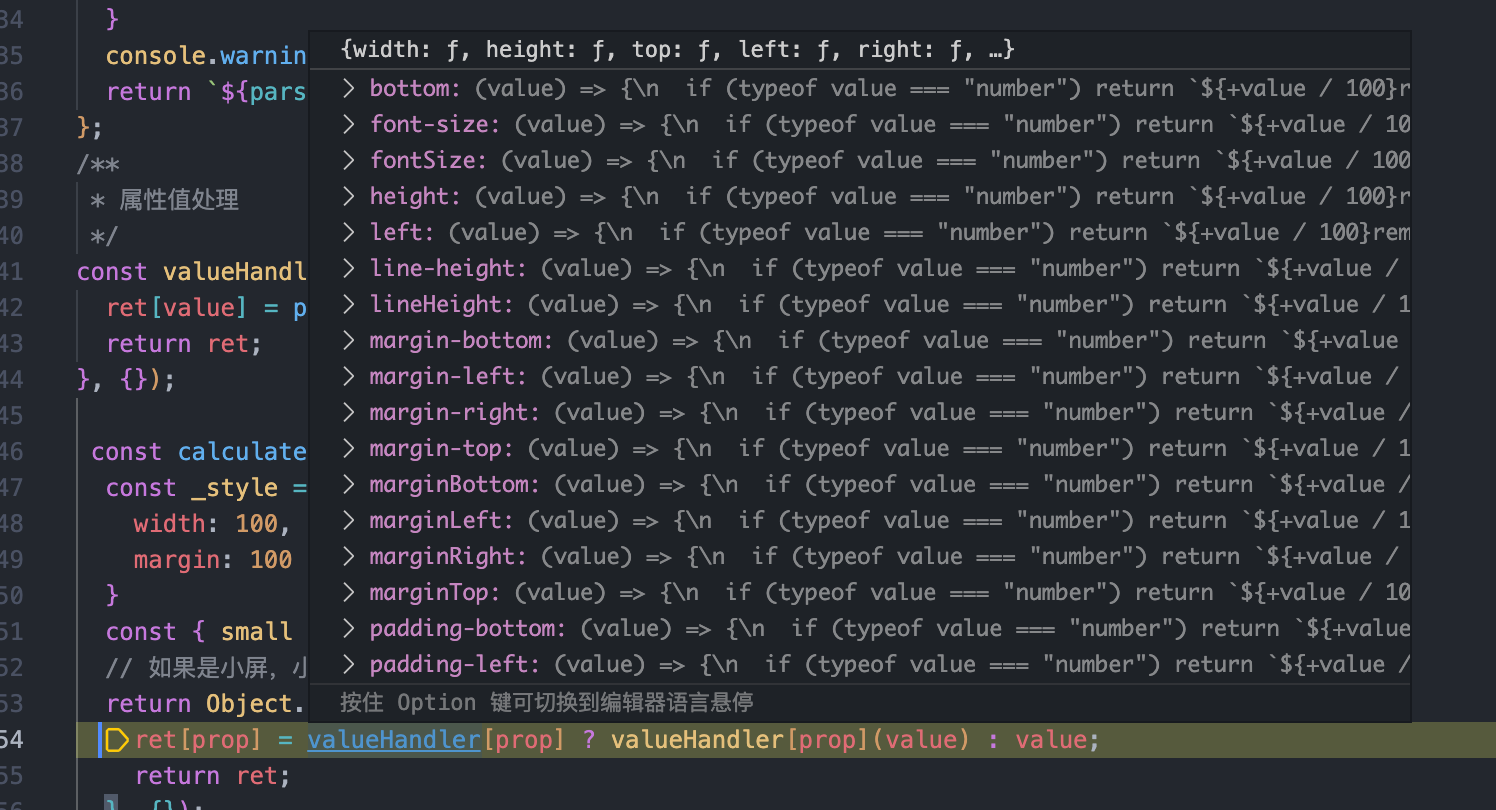 34 }
35 console.warnin
36 return `${pars
37 };
38 /**
39 * 属性值处理
40 */
41 const valueHandl
42 ret[value] = p
43 return ret;
44 }, {});
45
46 const calculate
47 const _style =
48 width: 100,
49 margin: 100
50 }
51 const { small
52 // 如果是小屏，小
53 return Object.
54 ret[prop] = valueHandler[prop] ? valueHandler[prop](value) : value;
55 return ret;
56 }, {});
{width: ƒ, height: ƒ, top: ƒ, left: ƒ, right: ƒ, …}
bottom: (value) => {\n  if (typeof value === "number") return `${+value / 100}r
font-size: (value) => {\n  if (typeof value === "number") return `${+value / 10
fontSize: (value) => {\n  if (typeof value === "number") return `${+value / 100
height: (value) => {\n  if (typeof value === "number") return `${+value / 100}r
left: (value) => {\n  if (typeof value === "number") return `${+value / 100}rem
line-height: (value) => {\n  if (typeof value === "number") return `${+value /
lineHeight: (value) => {\n  if (typeof value === "number") return `${+value / 1
margin-bottom: (value) => {\n  if (typeof value === "number") return `${+value
margin-left: (value) => {\n  if (typeof value === "number") return `${+value /
margin-right: (value) => {\n  if (typeof value === "number") return `${+value /
margin-top: (value) => {\n  if (typeof value === "number") return `${+value / 1
marginBottom: (value) => {\n  if (typeof value === "number") return `${+value /
marginLeft: (value) => {\n  if (typeof value === "number") return `${+value / 1
marginRight: (value) => {\n  if (typeof value === "number") return `${+value /
marginTop: (value) => {\n  if (typeof value === "number") return `${+value / 10
padding-bottom: (value) => {\n  if (typeof value === "number") return `${+value
padding-left: (value) => {\n  if (typeof value === "number") return `${+value /
按住 Option 键可切换到编辑器语言悬停